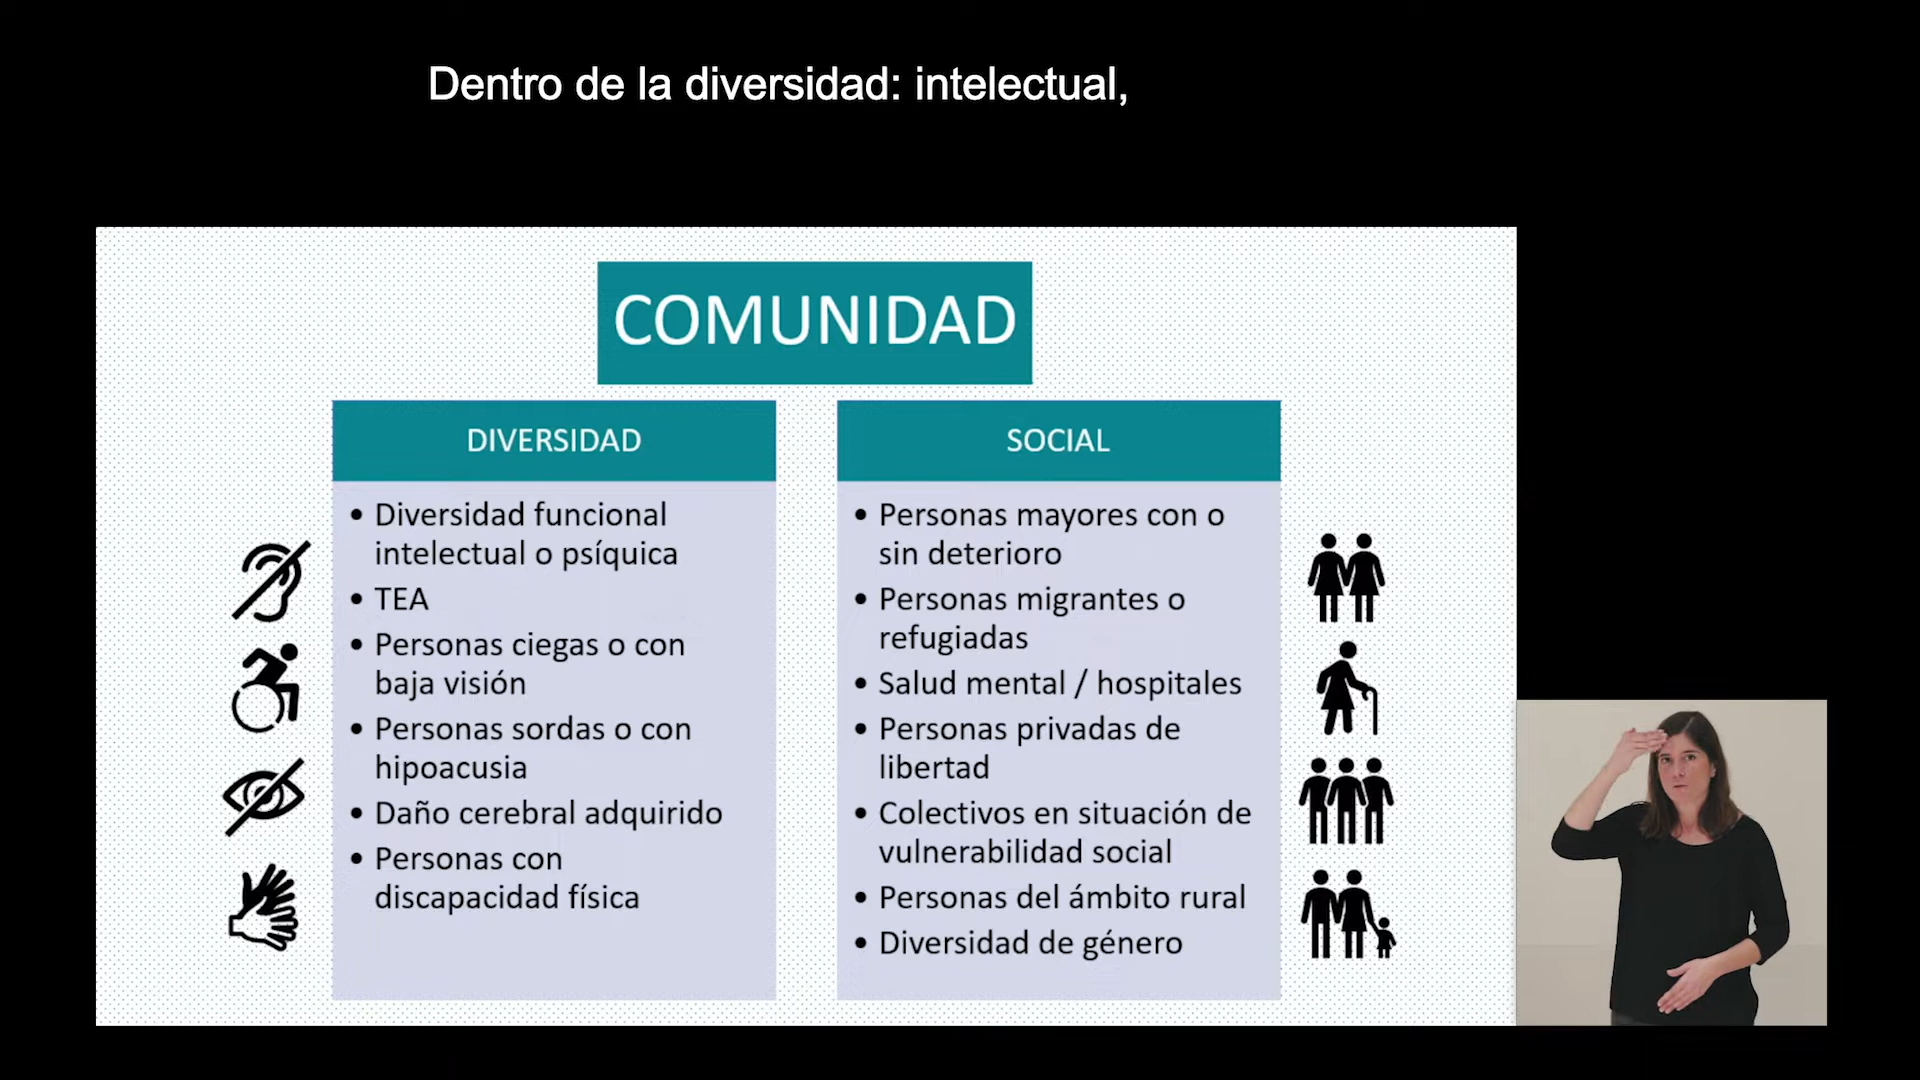 Dentro de la diversidad: intelectual,
COMUNIDAD
DIVERSIDAD
• Diversidad funcional
intelectual o psíquica
• TEA
• Personas ciegas o con
baja visión
• Personas sordas o con
hipoacusia
• Daño cerebral adquirido
• Personas con
discapacidad física
SOCIAL
• Personas mayores con o
sin deterioro
• Personas migrantes o
refugiadas
• Salud mental / hospitales
• Personas privadas de
libertad
• Colectivos en situación de
vulnerabilidad social
• Personas del ámbito rural
• Diversidad de género